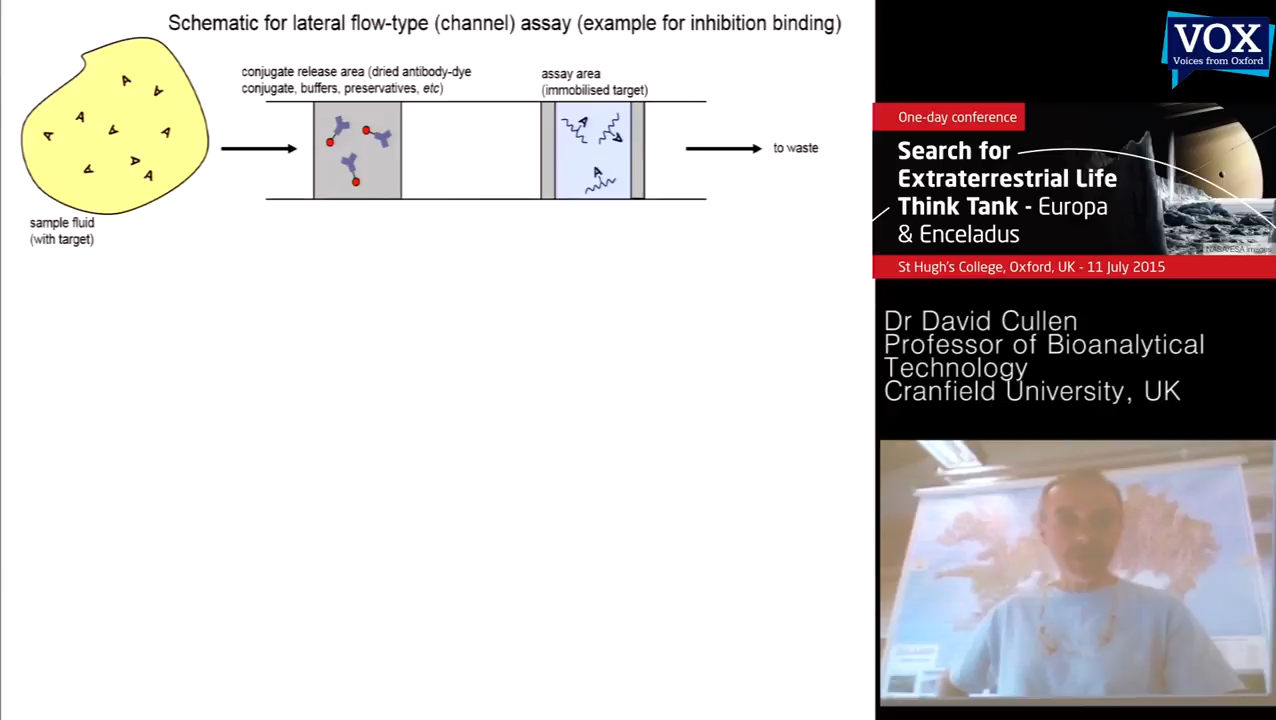 Schematic for lateral flow-type (channel) assay (example for inhibition binding)
conjugate release area (dried antibody-dye
conjugate, buffers, preservatives, etc)
assay area
(immobilised target)
A
A
A
A
A
A
A
A
A
A
A
A
to waste
sample fluid
(with target)
VOX
Voices from Oxford
One-day conference
Search for
Extraterrestrial Life
Think Tank - Europa
& Enceladus
NASA/ESA images
St Hugh's College, Oxford, UK - 11 July 2015
Dr David Cullen
Professor of Bioanalytical
Technology
Cranfield University, UK